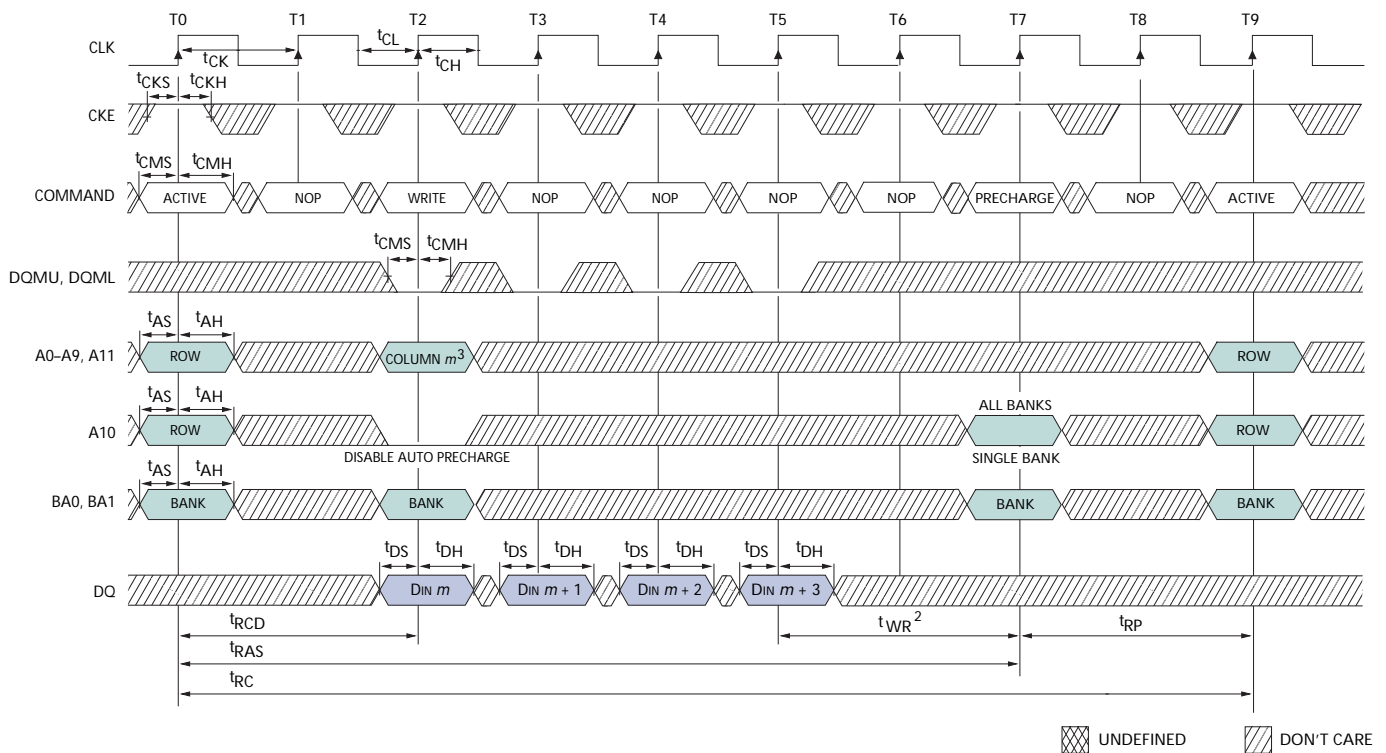 T0 T1 T2 T3 T4 T5 T6 T7 T8 T9
CLK
tCK
tCL
tCH
tCKS tCKH
CKE
tCMS tCMH
COMMAND ACTIVE NOP WRITE NOP NOP NOP NOP PRECHARGE NOP ACTIVE
tCMS tCMH
DQMU, DQML
tAS tAH
A0–A9, A11 ROW COLUMN m3 ROW
tAS tAH
ALL BANKS
A10 ROW ROW
DISABLE AUTO PRECHARGE
SINGLE BANK
tAS tAH
BA0, BA1 BANK BANK BANK BANK
tDS tDH tDS tDH tDS tDH tDS tDH
DQ DIN m DIN m + 1 DIN m + 2 DIN m + 3
tRCD
tWR2
tRP
tRAS
tRC
UNDEFINED
DON'T CARE